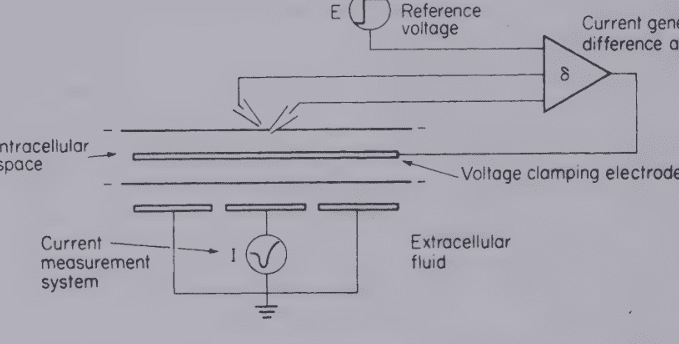 E
Reference
voltage
Current gene
difference a
δ
ntracellular
space
Voltage clamping electrode
Current
measurement
system
I
Extracellular
fluid